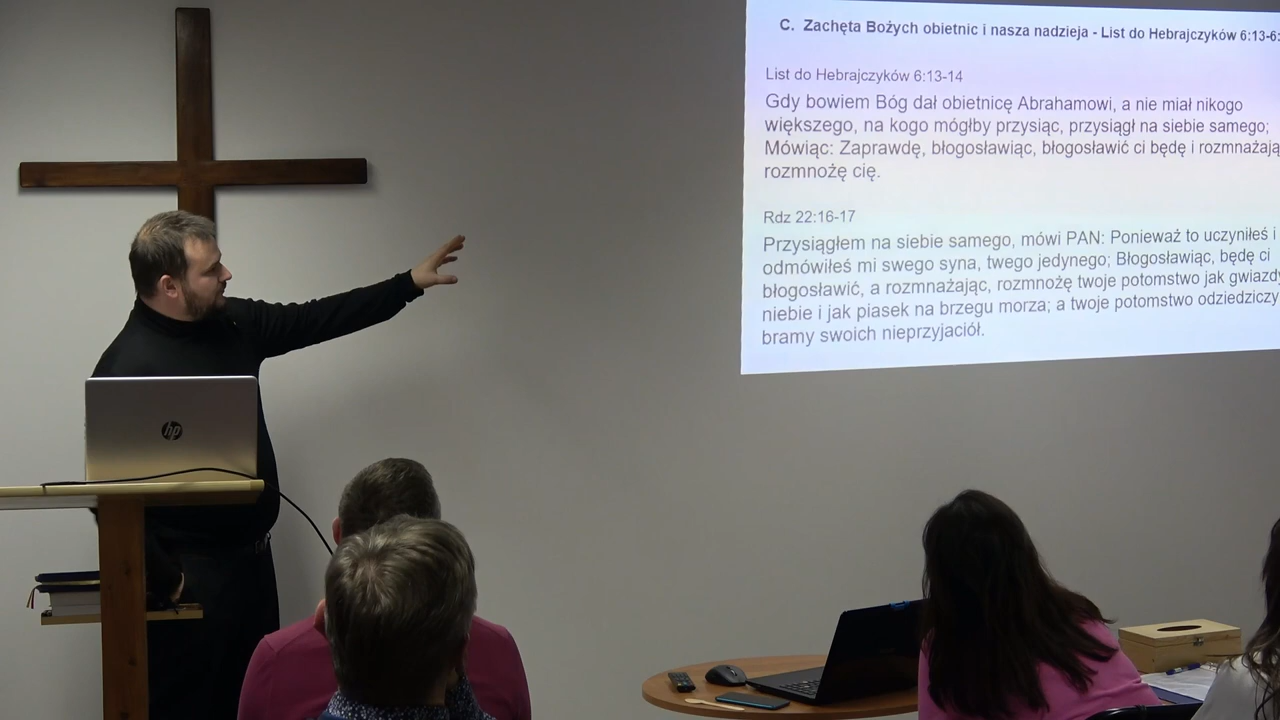 C. Zachęta Bożych obietnic i nasza nadzieja - List do Hebrajczyków 6:13-6:
List do Hebrajczyków 6:13-14
Gdy bowiem Bóg dał obietnicę Abrahamowi, a nie miał nikogo
większego, na kogo mógłby przysiąc, przysiągł na siebie samego;
Mówiąc: Zaprawdę, błogosławiąc, błogosławić ci będę i rozmnażają
rozmnożę cię.
Rdz 22:16-17
Przysiągłem na siebie samego, mówi PAN: Ponieważ to uczyniłeś i
odmówiłeś mi swego syna, twego jedynego; Błogosławiąc, będę ci
błogosławić, a rozmnażając, rozmnożę twoje potomstwo jak gwiazdy
niebie i jak piasek na brzegu morza; a twoje potomstwo odziedziczy
bramy swoich nieprzyjaciół.
hp